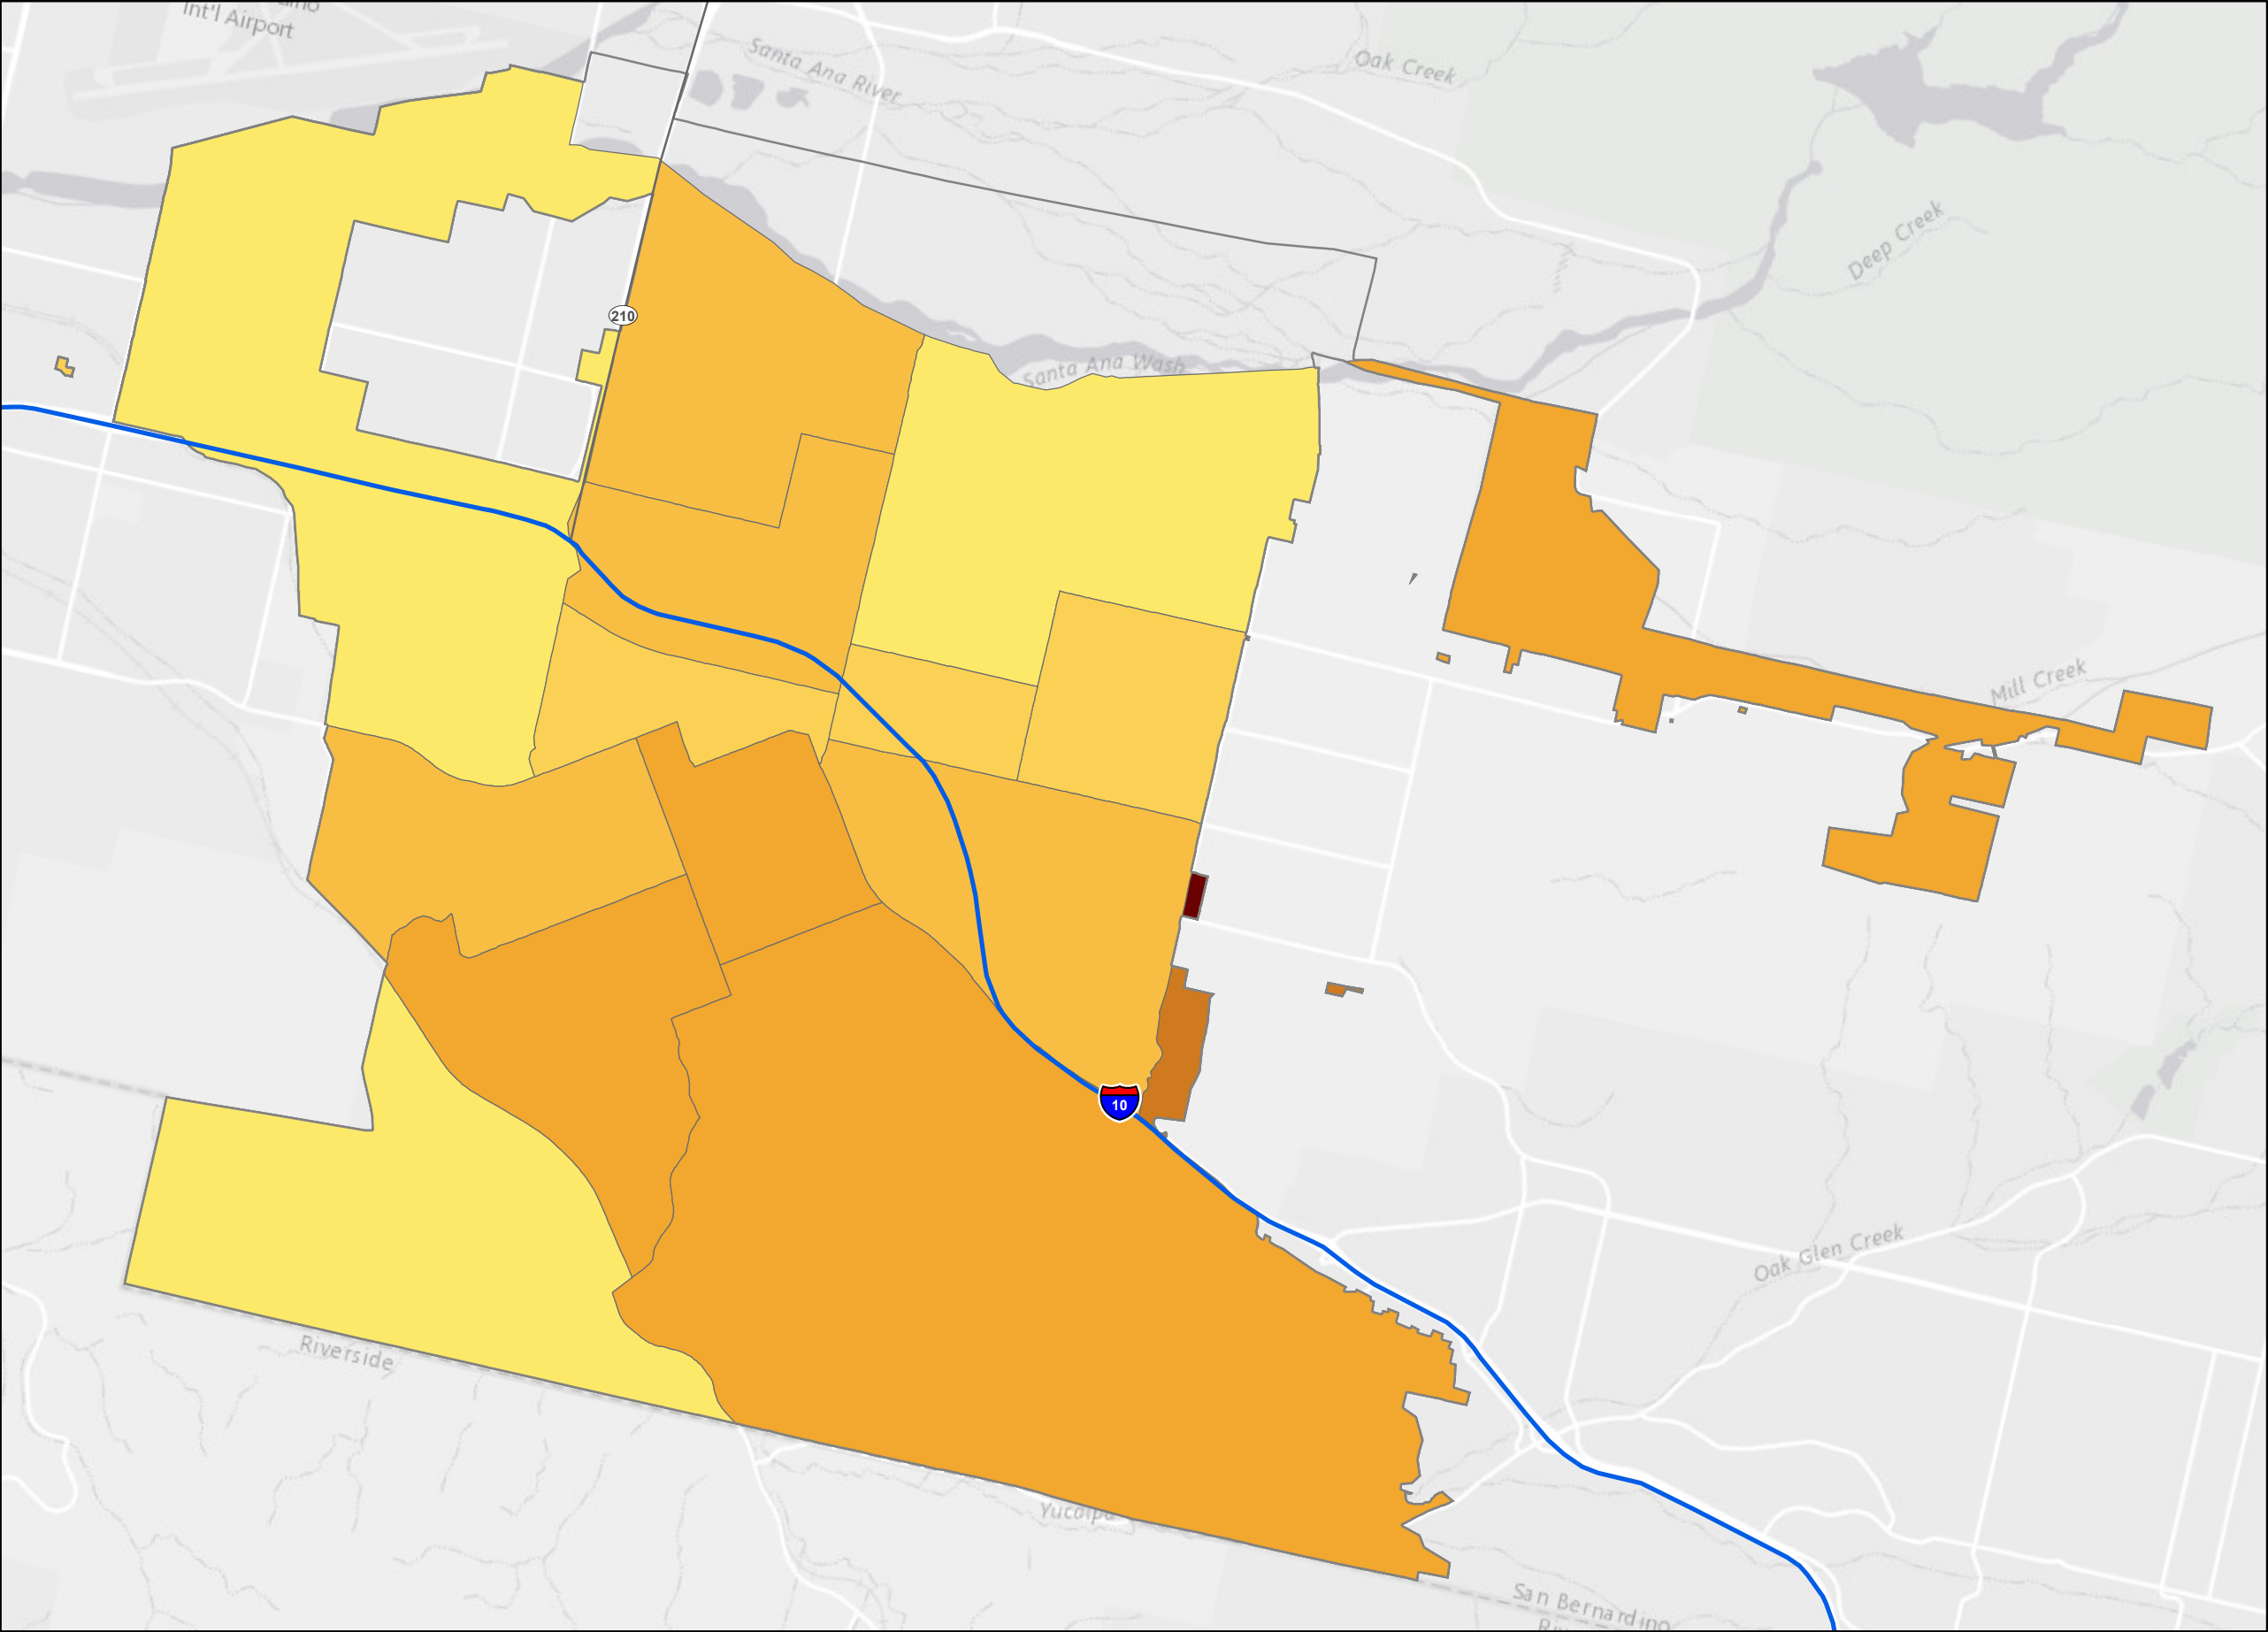 Int'l Airport
Santa Ana River
Oak Creek
Deep Creek
210
Santa Ana Wash
Mill Creek
10
Oak Glen Creek
Riverside
Yucaipa
San Bernardino